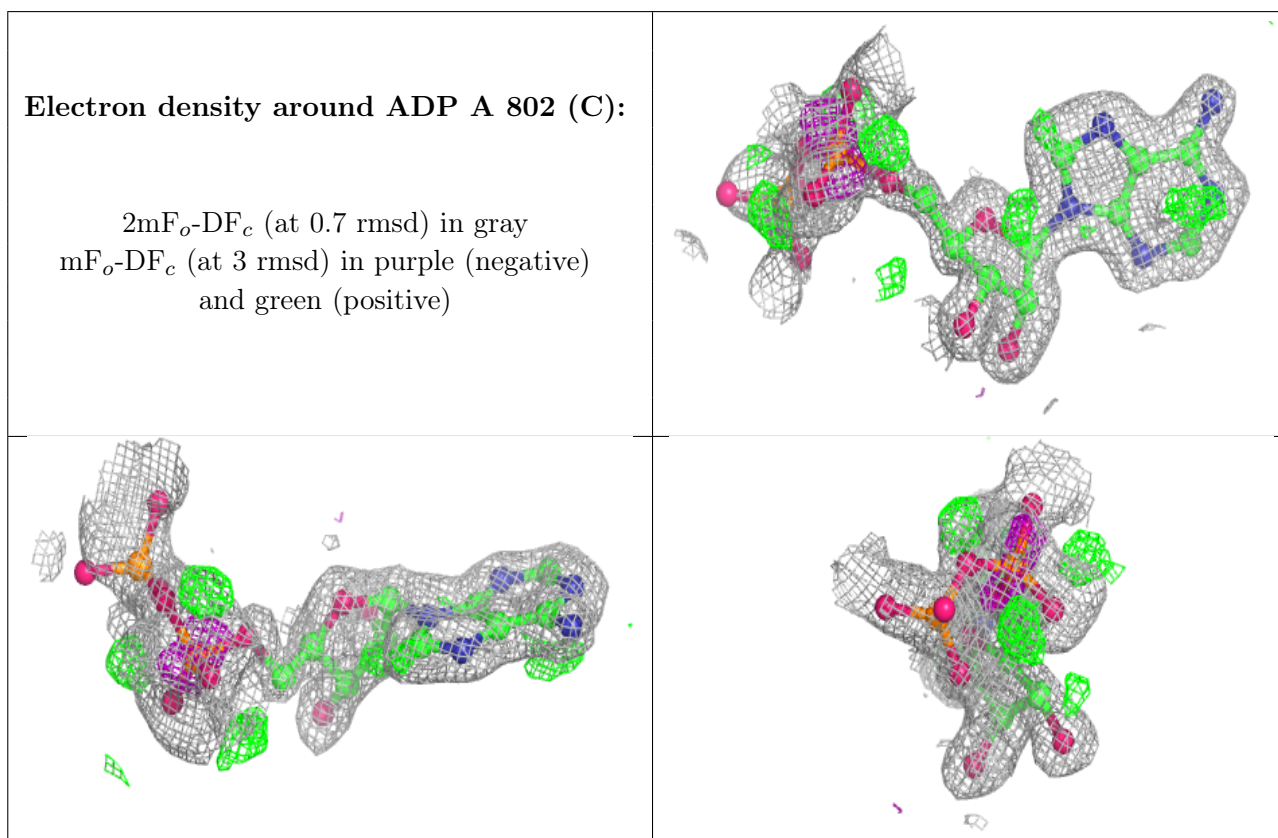 Electron density around ADP A 802 (C):
2mFo-DFc (at 0.7 rmsd) in gray
mFo-DFc (at 3 rmsd) in purple (negative)
and green (positive)